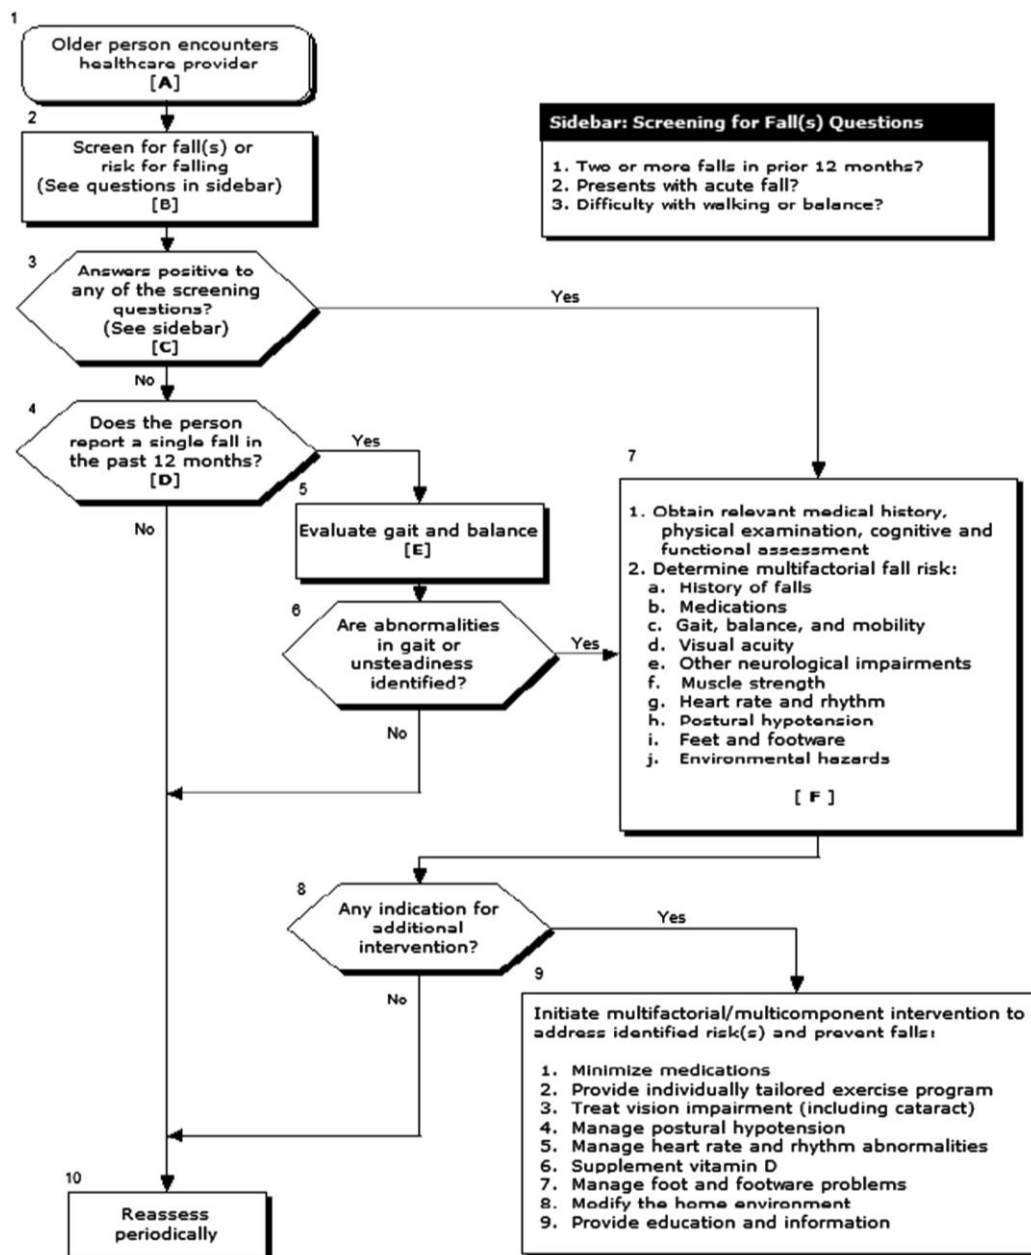 1
Older person encounters
healthcare provider
[A]
2
Screen for fall(s) or
risk for falling
(See questions in sidebar)
[B]
Sidebar: Screening for Fall(s) Questions
1. Two or more falls in prior 12 months?
2. Presents with acute fall?
3. Difficulty with walking or balance?
3
Answers positive to
any of the screening
questions?
(See sidebar)
[C]
Yes
No
4
Does the person
report a single fall in
the past 12 months?
[D]
Yes
No
5
Evaluate gait and balance
[E]
6
Are abnormalities
in gait or
unsteadiness
identified?
Yes
No
7
1. Obtain relevant medical history,
physical examination, cognitive and
functional assessment
2. Determine multifactorial fall risk:
a. History of falls
b. Medications
c. Gait, balance, and mobility
d. Visual acuity
e. Other neurological impairments
f. Muscle strength
g. Heart rate and rhythm
h. Postural hypotension
i. Feet and footware
j. Environmental hazards
[ F ]
8
Any indication for
additional
intervention?
Yes
No
9
Initiate multifactorial/multicomponent intervention to
address identified risk(s) and prevent falls:
1. Minimize medications
2. Provide individually tailored exercise program
3. Treat vision impairment (including cataract)
4. Manage postural hypotension
5. Manage heart rate and rhythm abnormalities
6. Supplement vitamin D
7. Manage foot and footware problems
8. Modify the home environment
9. Provide education and information
10
Reassess
periodically